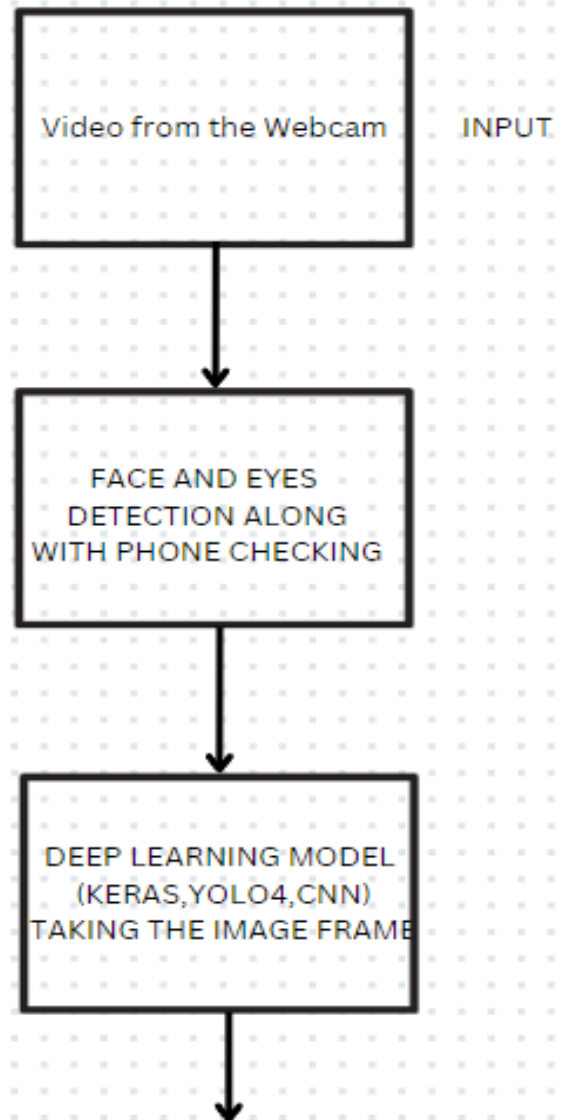 Video from the Webcam
INPUT
FACE AND EYES
DETECTION ALONG
WITH PHONE CHECKING
DEEP LEARNING MODEL
(KERAS,YOLO4,CNN)
TAKING THE IMAGE FRAME